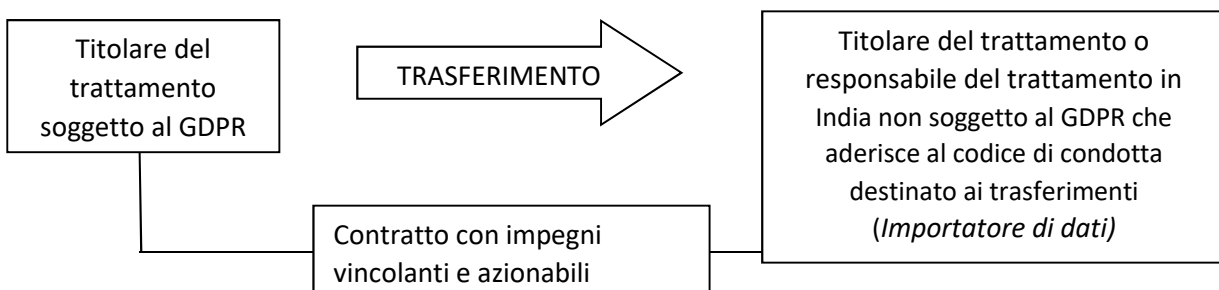 Titolare del
trattamento
soggetto al GDPR
TRASFERIMENTO
Titolare del trattamento o
responsabile del trattamento in
India non soggetto al GDPR che
aderisce al codice di condotta
destinato ai trasferimenti
(Importatore di dati)
Contratto con impegni
vincolanti e azionabili